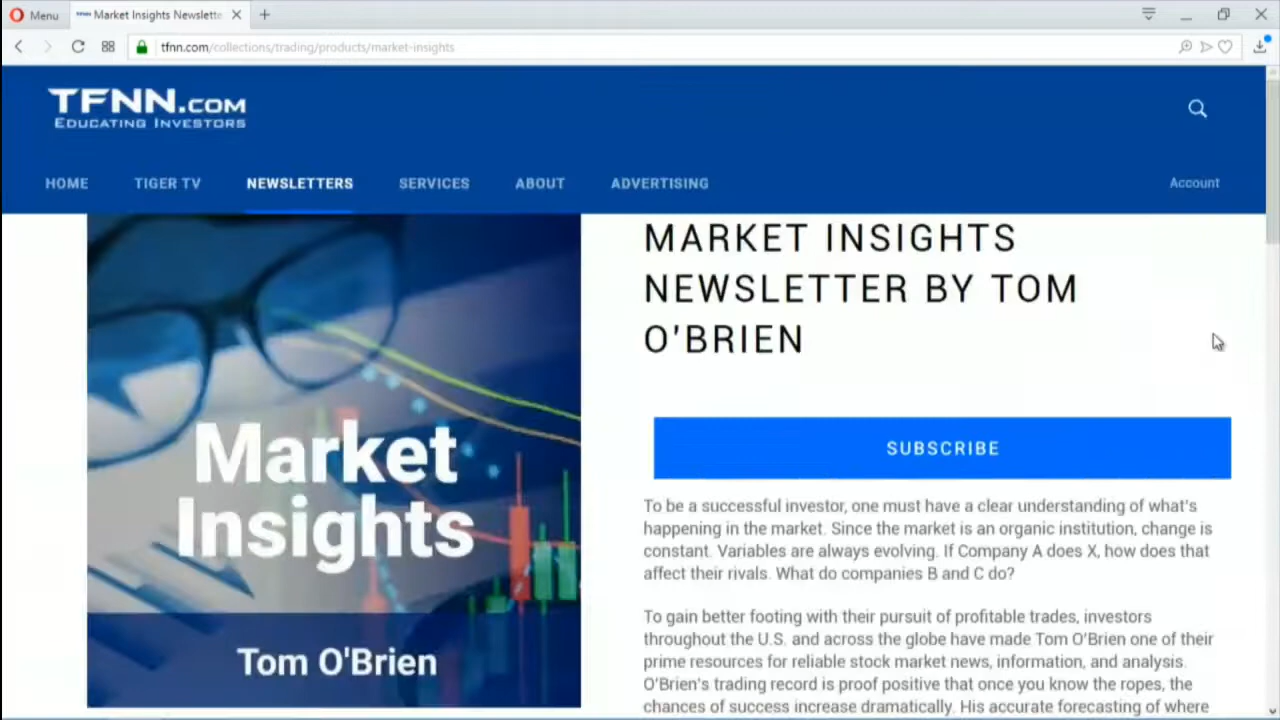 Menu
Market Insights Newslette
tfnn.com/collections/trading/products/market-insights
TFNN.COM
EDUCATING INVESTORS
HOME TIGER TV NEWSLETTERS SERVICES ABOUT ADVERTISING Account
Market
Insights
Tom O'Brien
MARKET INSIGHTS
NEWSLETTER BY TOM
O'BRIEN
SUBSCRIBE
To be a successful investor, one must have a clear understanding of what's
happening in the market. Since the market is an organic institution, change is
constant. Variables are always evolving. If Company A does X, how does that
affect their rivals. What do companies B and C do?
To gain better footing with their pursuit of profitable trades, investors
throughout the U.S. and across the globe have made Tom O'Brien one of their
prime resources for reliable stock market news, information, and analysis.
O'Brien's trading record is proof positive that once you know the ropes, the
chances of success increase dramatically. His accurate forecasting of where